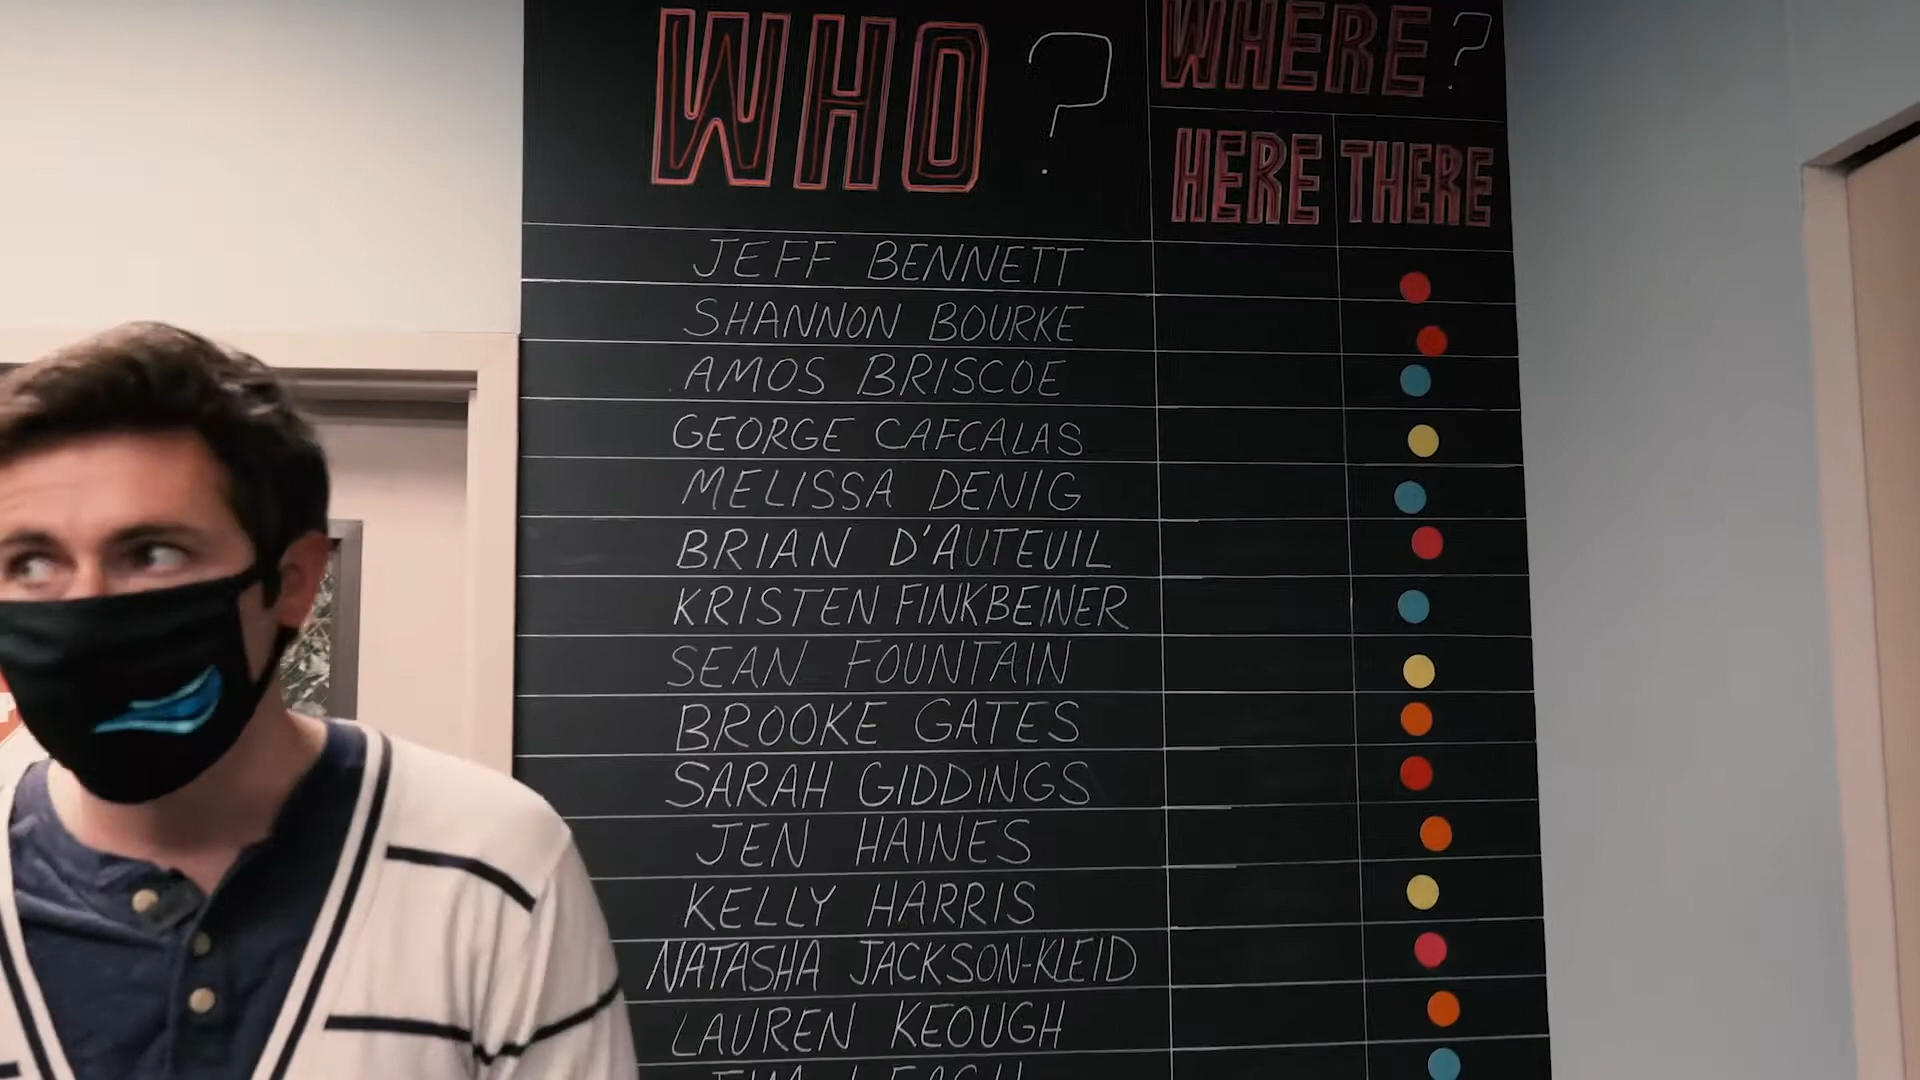 WHO?
WHERE?
HERE THERE
JEFF BENNETT
SHANNON BOURKE
AMOS BRISCOE
GEORGE CAFCALAS
MELISSA DENIG
BRIAN D'AUTEUIL
KRISTEN FINKBEINER
SEAN FOUNTAIN
BROOKE GATES
SARAH GIDDINGS
JEN HAINES
KELLY HARRIS
NATASHA JACKSON-KLEID
LAUREN KEOUGH